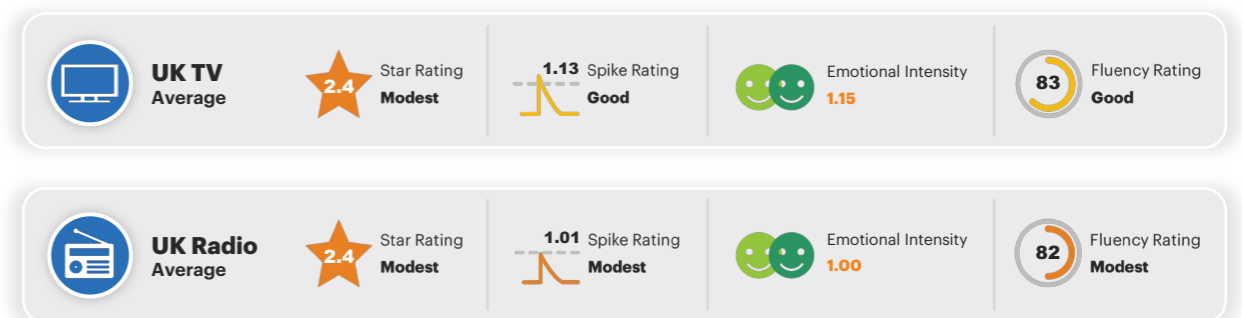 UK TV
Average
2.4
Star Rating
Modest
1.13 Spike Rating
Good
Emotional Intensity
1.15
83
Fluency Rating
Good
UK Radio
Average
2.4
Star Rating
Modest
1.01 Spike Rating
Modest
Emotional Intensity
1.00
82
Fluency Rating
Modest